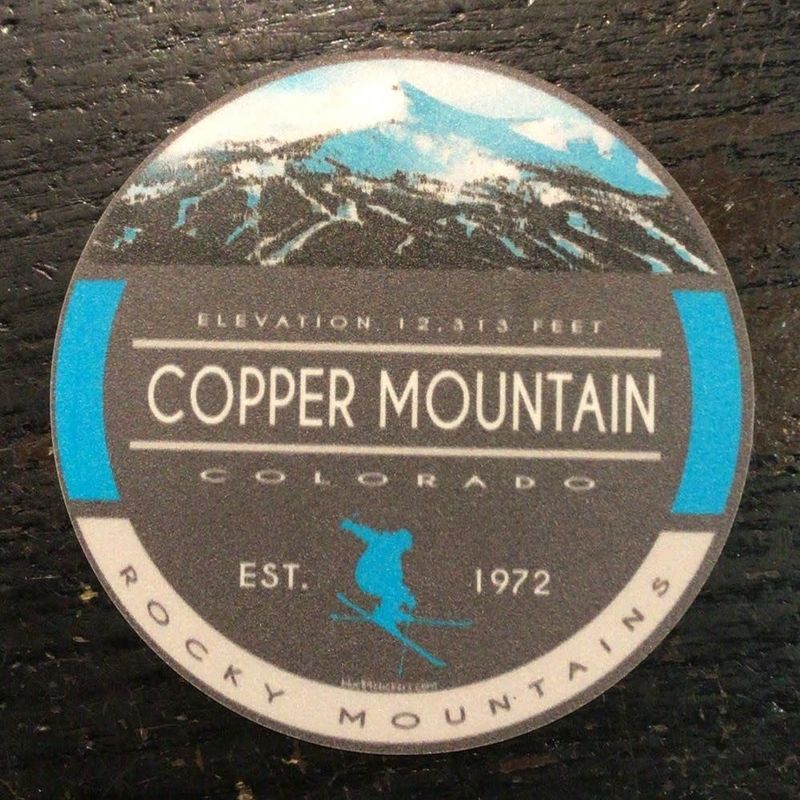 ELEVATION 12,313 FEET
COPPER MOUNTAIN
COLORADO
EST. 1972
ROCKY MOUNTAINS